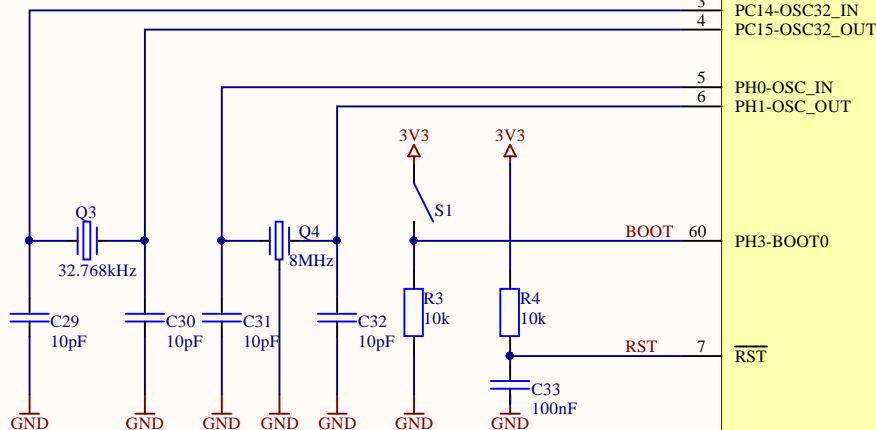 3
PC14-OSC32_IN
4
PC15-OSC32_OUT
5
PH0-OSC_IN
6
PH1-OSC_OUT
3V3
3V3
S1
Q3
Q4
BOOT
60
PH3-BOOT0
32.768kHz
8MHz
R3
10k
R4
10k
C29
10pF
C30
10pF
C31
10pF
C32
10pF
RST
7
RST
C33
100nF
GND
GND
GND
GND
GND
GND
GND